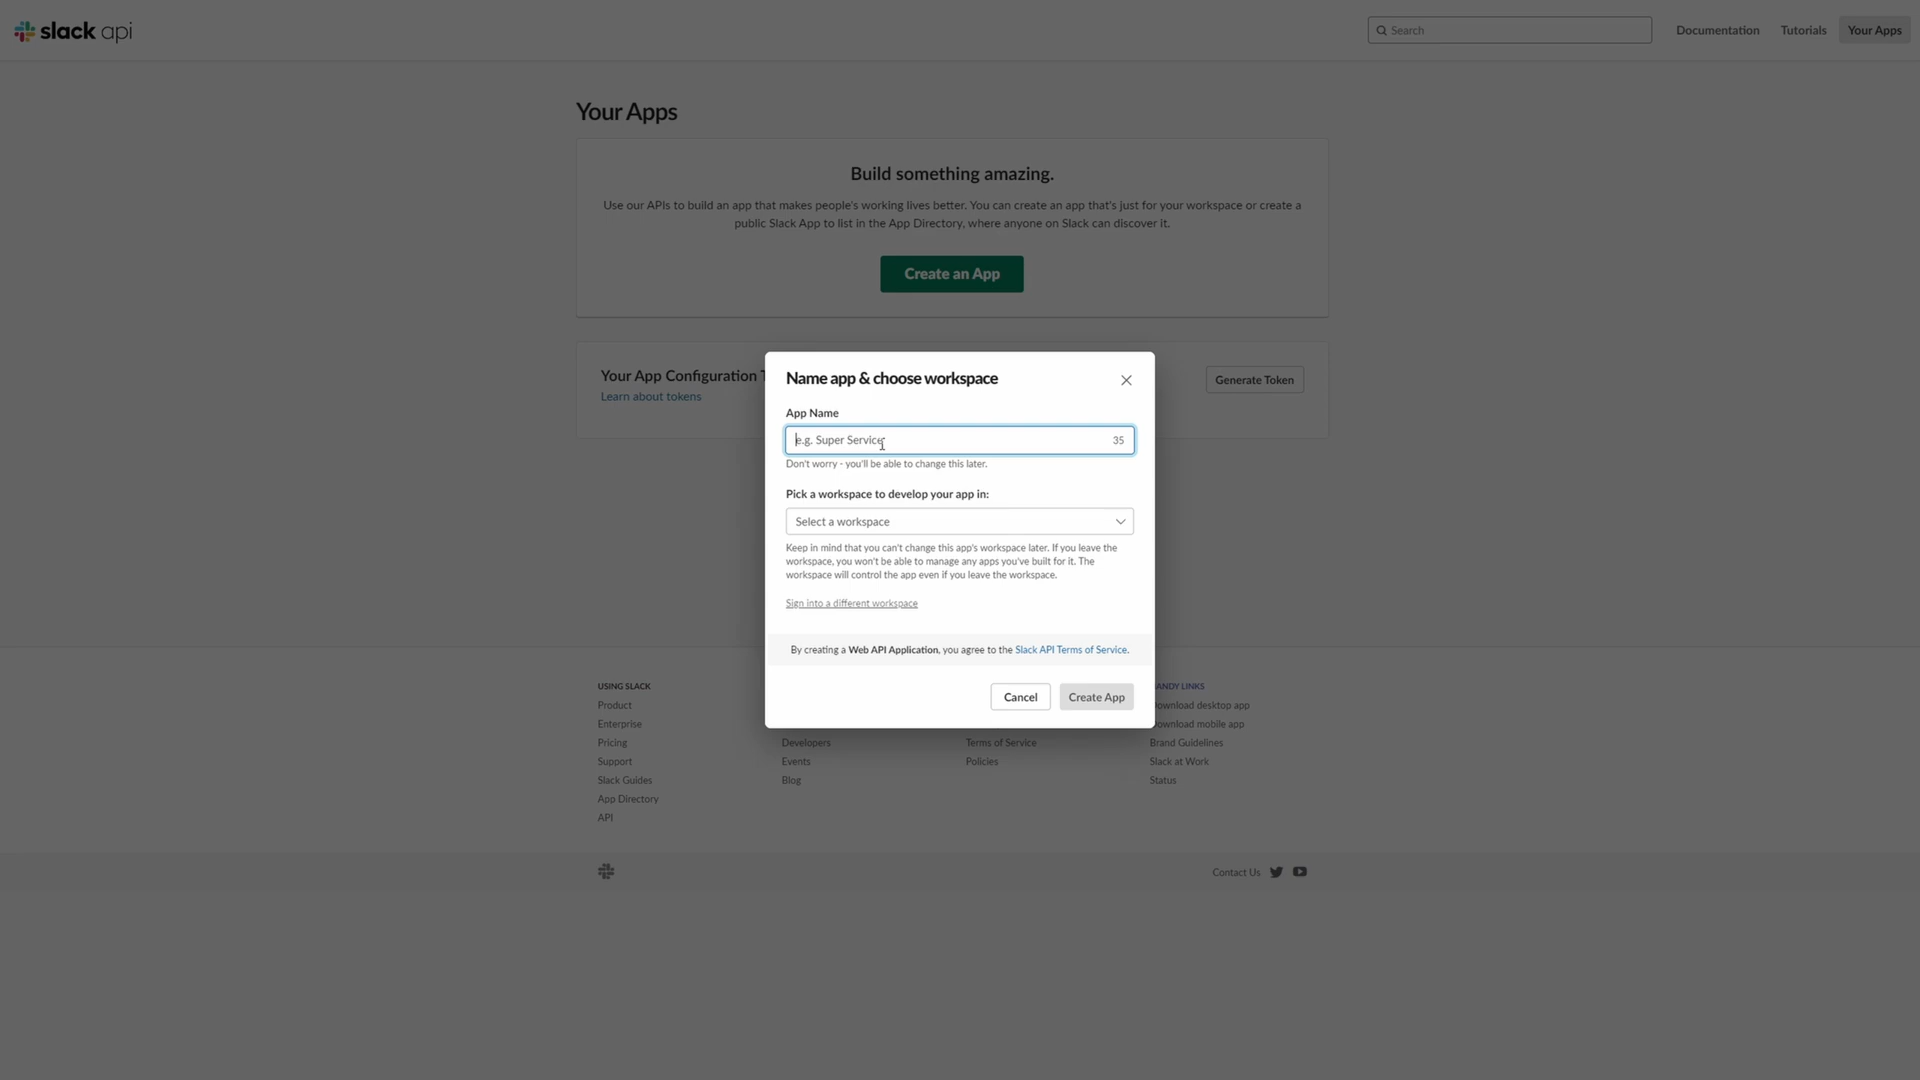 slack api
Search
Documentation
Tutorials
Your Apps
Your Apps
Build something amazing.
Use our APIs to build an app that makes people's working lives better. You can create an app that's just for your workspace or create a
public Slack App to list in the App Directory, where anyone on Slack can discover it.
Create an App
Your App Configuration T
Learn about tokens
Generate Token
Name app & choose workspace
App Name
e.g. Super Service
35
Don't worry - you'll be able to change this later.
Pick a workspace to develop your app in:
Select a workspace
Keep in mind that you can't change this app's workspace later. If you leave the
workspace, you won't be able to manage any apps you've built for it. The
workspace will control the app even if you leave the workspace.
Sign into a different workspace
By creating a Web API Application, you agree to the Slack API Terms of Service.
Cancel
Create App
USING SLACK
Product
Enterprise
Pricing
Support
Slack Guides
App Directory
API
Developers
Events
Blog
Terms of Service
Policies
ANDY LINKS
ownload desktop app
ownload mobile app
Brand Guidelines
Slack at Work
Status
Contact Us